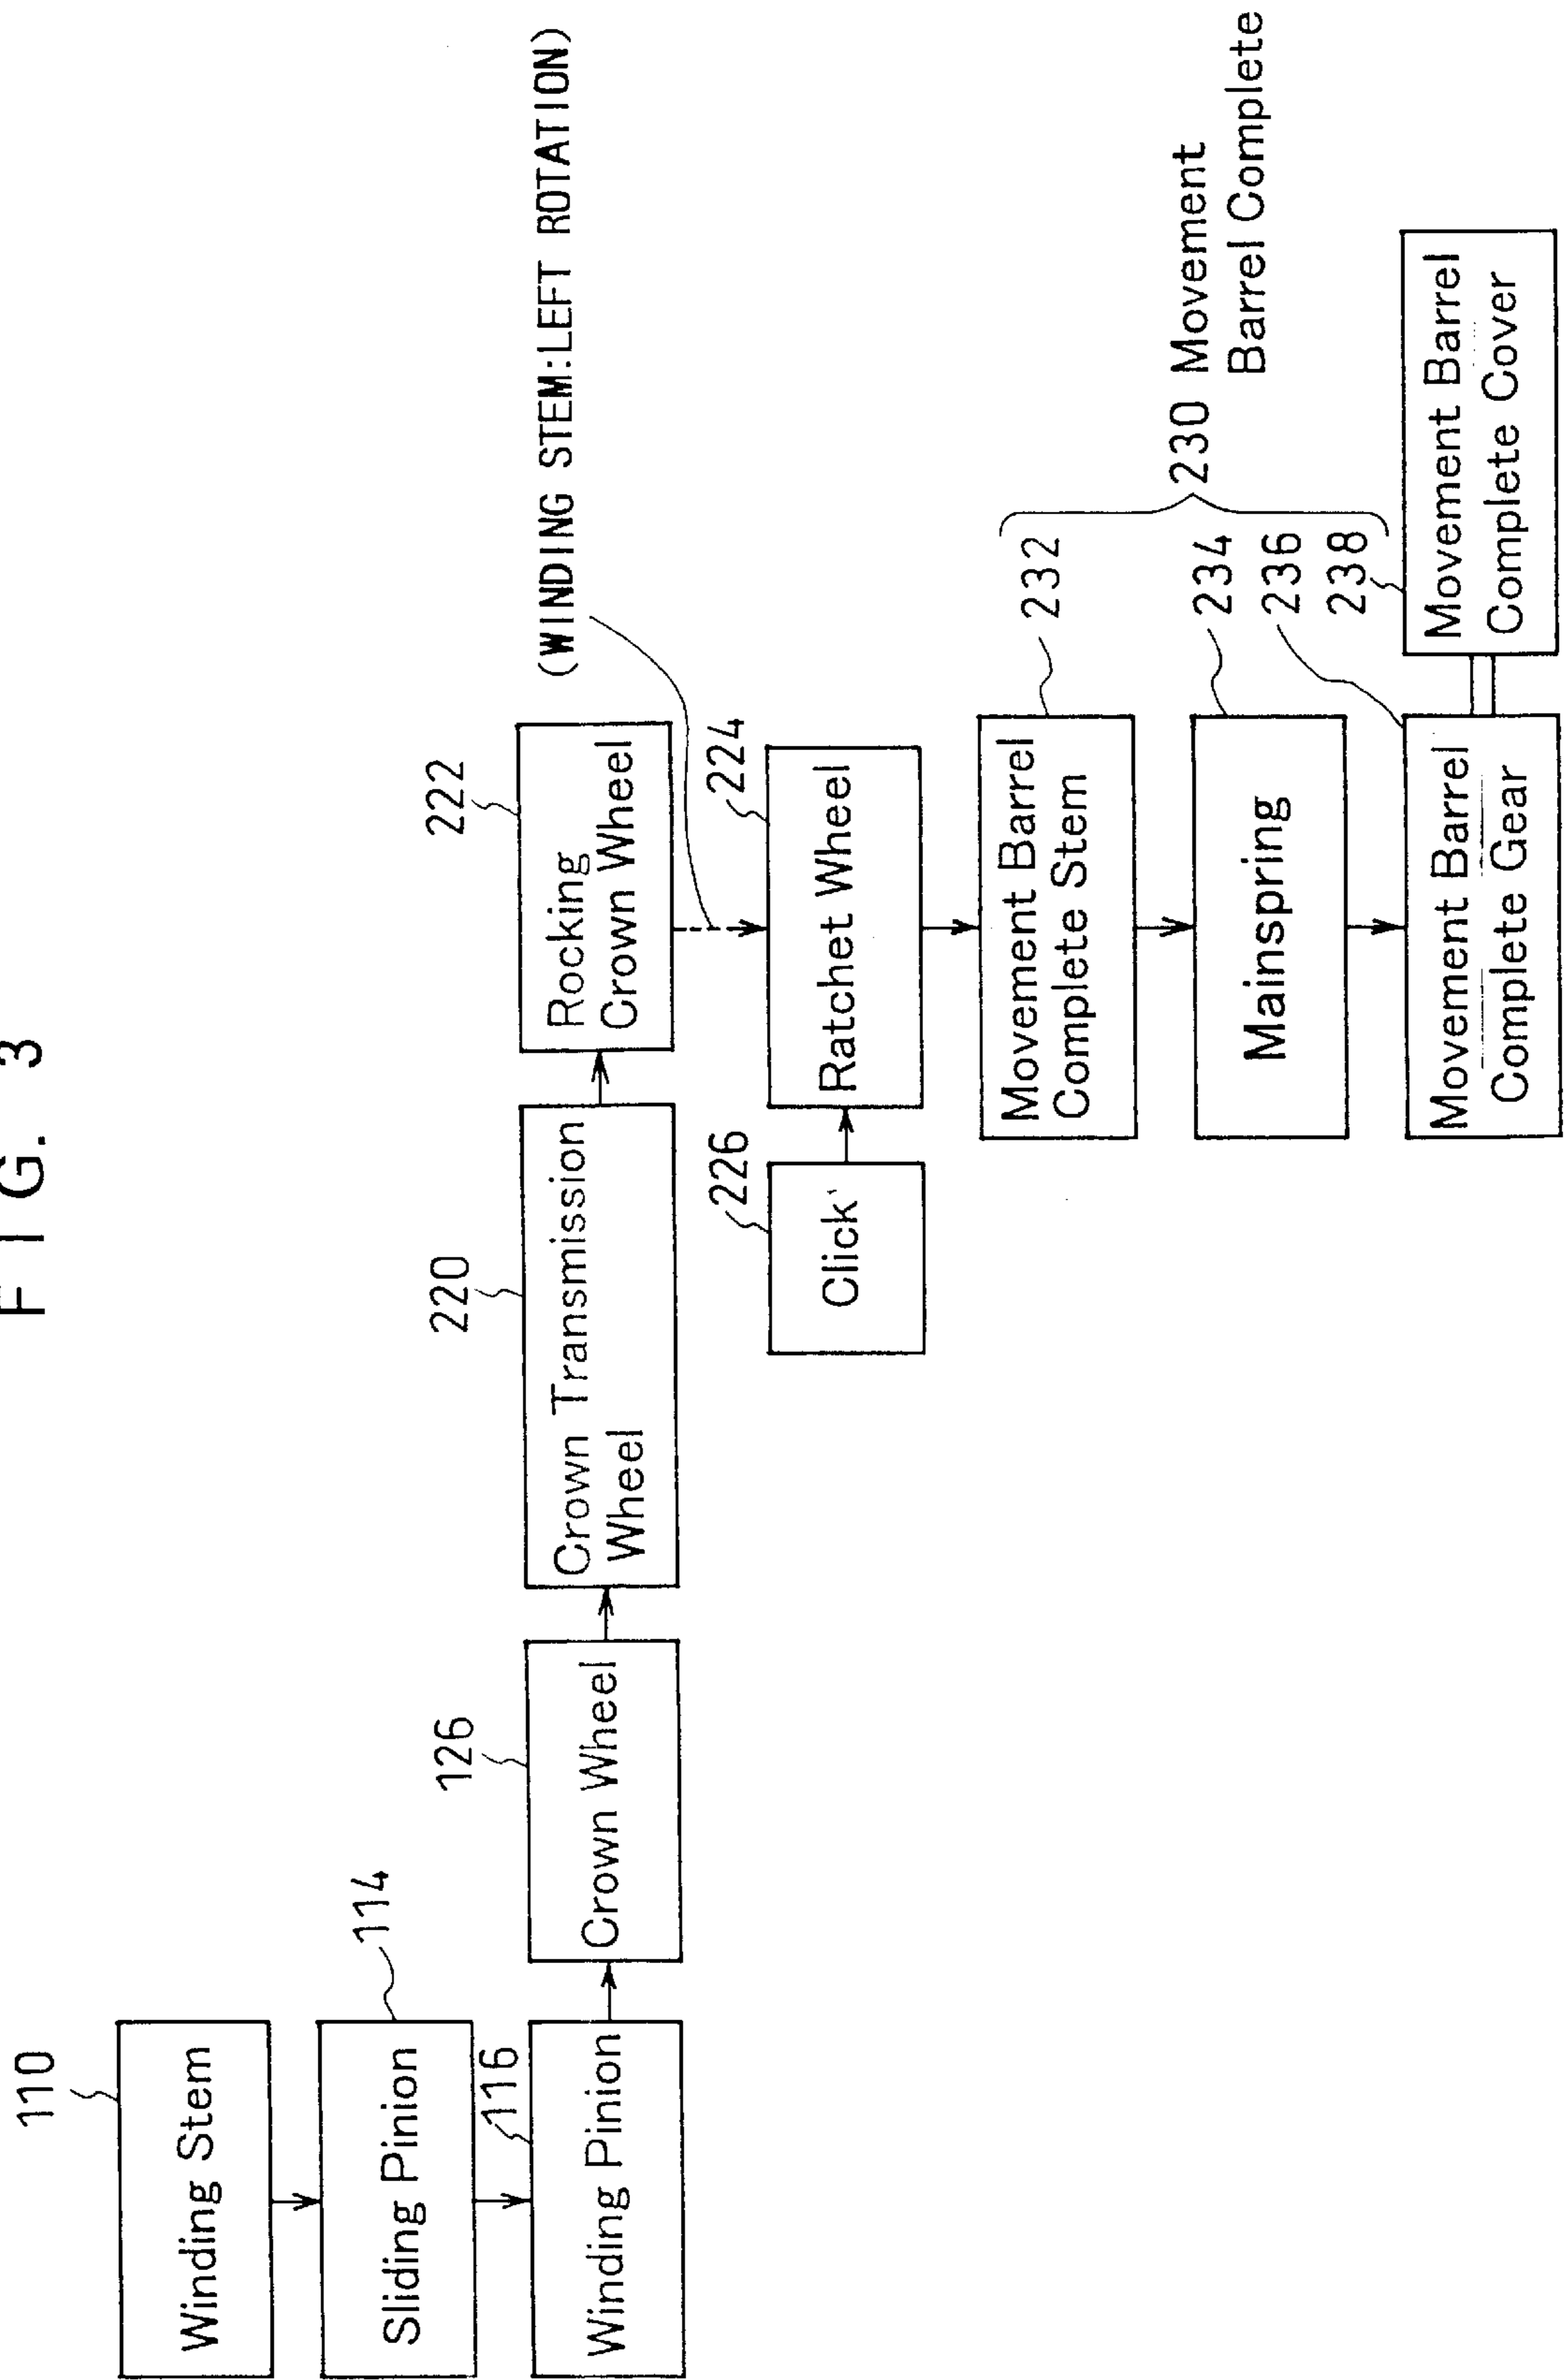 F I G. 3
110
Winding Stem
114
Sliding Pinion
116
Winding Pinion
126
Crown Wheel
220
Crown Transmission
Wheel
222
Rocking
Crown Wheel
(WINDING STEM:LEFT ROTATION)
226
Click
224
Ratchet Wheel
232
Movement Barrel
Complete Stem
230 Movement
Barrel Complete
234
Mainspring
236
Movement Barrel
Complete Gear
238
Movement Barrel
Complete Cover